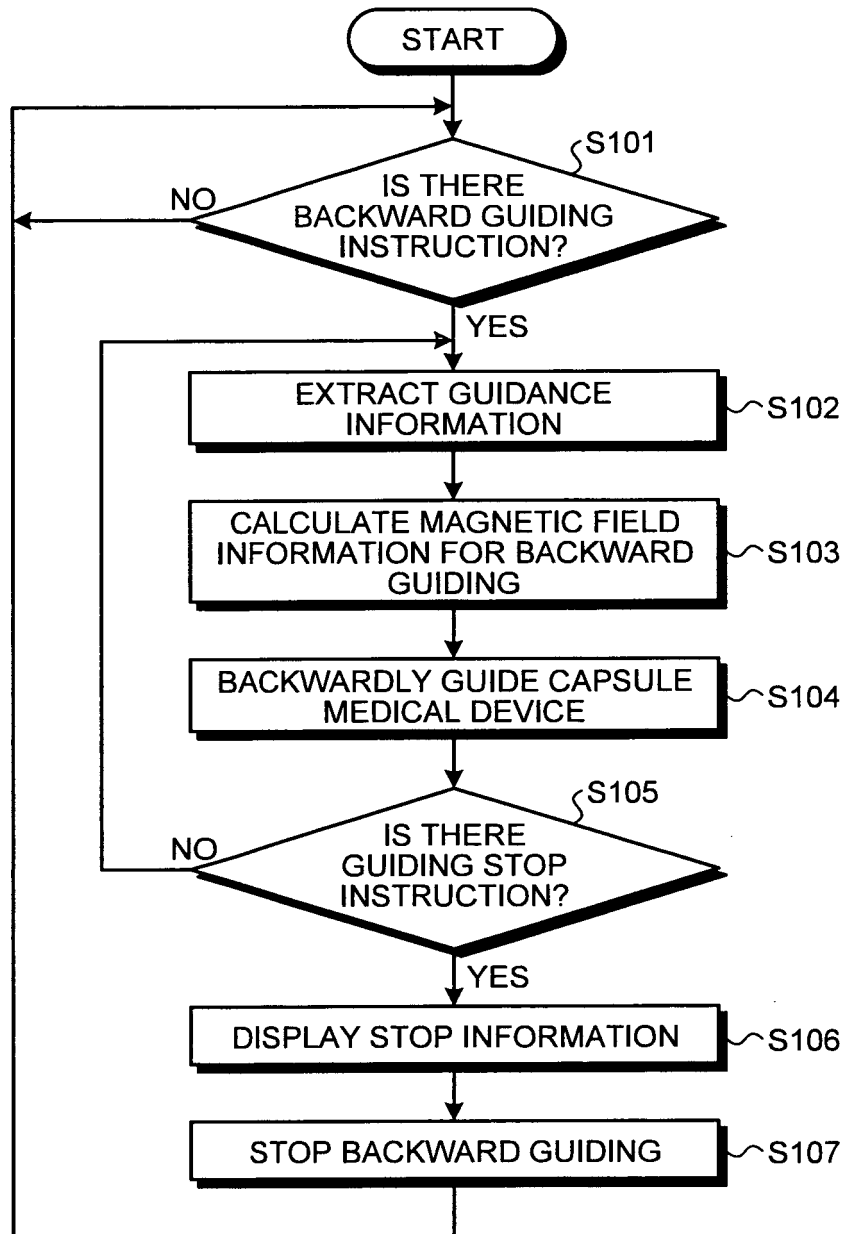 START
S101
IS THERE
BACKWARD GUIDING
INSTRUCTION?
NO
YES
EXTRACT GUIDANCE
INFORMATION
S102
CALCULATE MAGNETIC FIELD
INFORMATION FOR BACKWARD
GUIDING
S103
BACKWARDLY GUIDE CAPSULE
MEDICAL DEVICE
S104
S105
IS THERE
GUIDING STOP
INSTRUCTION?
NO
YES
DISPLAY STOP INFORMATION
S106
STOP BACKWARD GUIDING
S107